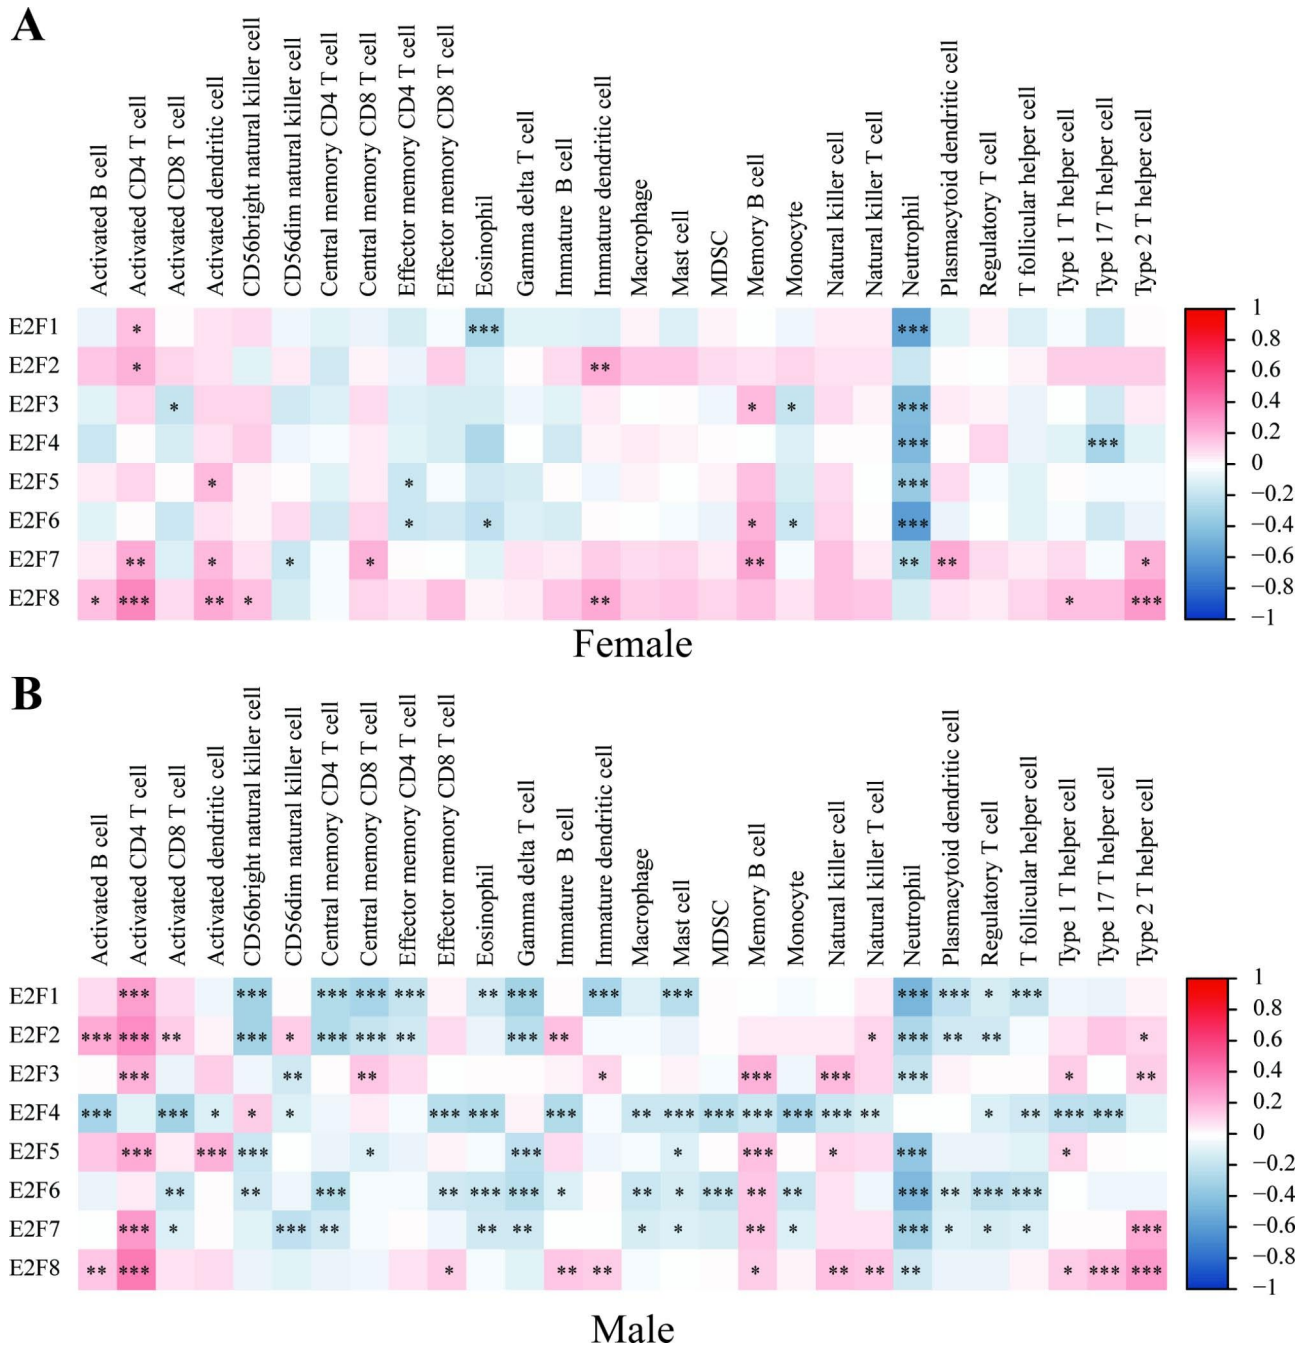 A
Activated B cell
Activated CD4 T cell
Activated CD8 T cell
Activated dendritic cell
CD56bright natural killer cell
CD56dim natural killer cell
Central memory CD4 T cell
Central memory CD8 T cell
Effector memory CD4 T cell
Effector memory CD8 T cell
Eosinophil
Gamma delta T cell
Immature B cell
Immature dendritic cell
Macrophage
Mast cell
MDSC
Memory B cell
Monocyte
Natural killer cell
Natural killer T cell
Neutrophil
Plasmacytoid dendritic cell
Regulatory T cell
T follicular helper cell
Type 1 T helper cell
Type 17 T helper cell
Type 2 T helper cell
E2F1 * *** ***
E2F2 * **
E2F3 * * * ***
E2F4 *** ***
E2F5 * * ***
E2F6 * * * * ***
E2F7 ** * * * ** ** ** *
E2F8 * *** ** * ** * ***
1
0.8
0.6
0.4
0.2
0
−0.2
−0.4
−0.6
−0.8
−1
Female
B
Activated B cell
Activated CD4 T cell
Activated CD8 T cell
Activated dendritic cell
CD56bright natural killer cell
CD56dim natural killer cell
Central memory CD4 T cell
Central memory CD8 T cell
Effector memory CD4 T cell
Effector memory CD8 T cell
Eosinophil
Gamma delta T cell
Immature B cell
Immature dendritic cell
Macrophage
Mast cell
MDSC
Memory B cell
Monocyte
Natural killer cell
Natural killer T cell
Neutrophil
Plasmacytoid dendritic cell
Regulatory T cell
T follicular helper cell
Type 1 T helper cell
Type 17 T helper cell
Type 2 T helper cell
E2F1 *** *** *** *** *** ** *** *** *** *** *** * ***
E2F2 *** *** ** *** * *** *** ** *** ** * *** ** ** *
E2F3 *** ** ** * *** *** *** * **
E2F4 *** *** * * * *** *** *** ** *** *** *** *** *** ** * ** *** ***
E2F5 *** *** *** * *** * *** * *** *
E2F6 ** ** *** ** *** *** * ** * *** ** ** *** ** *** ***
E2F7 *** * *** ** ** ** * * ** * *** * * * ***
E2F8 ** *** * ** ** * ** ** ** * *** ***
1
0.8
0.6
0.4
0.2
0
−0.2
−0.4
−0.6
−0.8
−1
Male